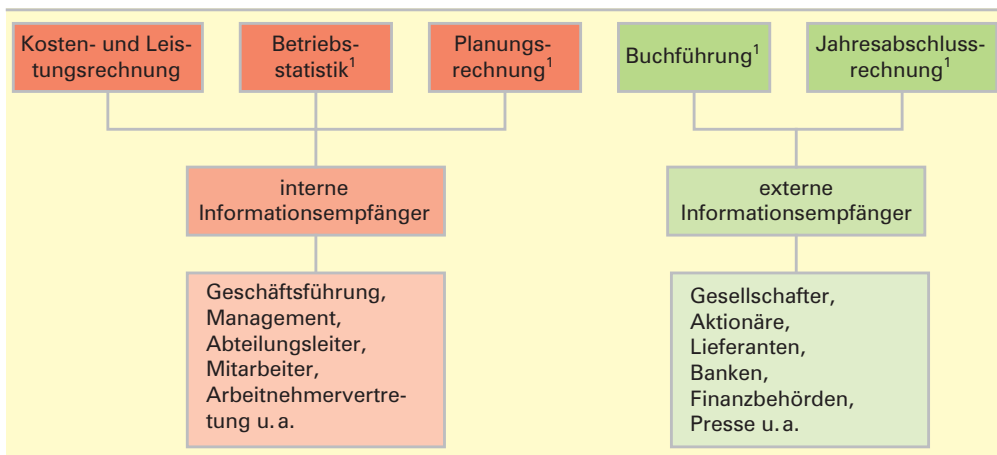 Kosten- und Leis-
tungsrechnung
Betriebs-
statistik¹
Planungs-
rechnung¹
Buchführung¹
Jahresabschluss-
rechnung¹
interne
Informationsempfänger
externe
Informationsempfänger
Geschäftsführung,
Management,
Abteilungsleiter,
Mitarbeiter,
Arbeitnehmervertre-
tung u. a.
Gesellschafter,
Aktionäre,
Lieferanten,
Banken,
Finanzbehörden,
Presse u. a.